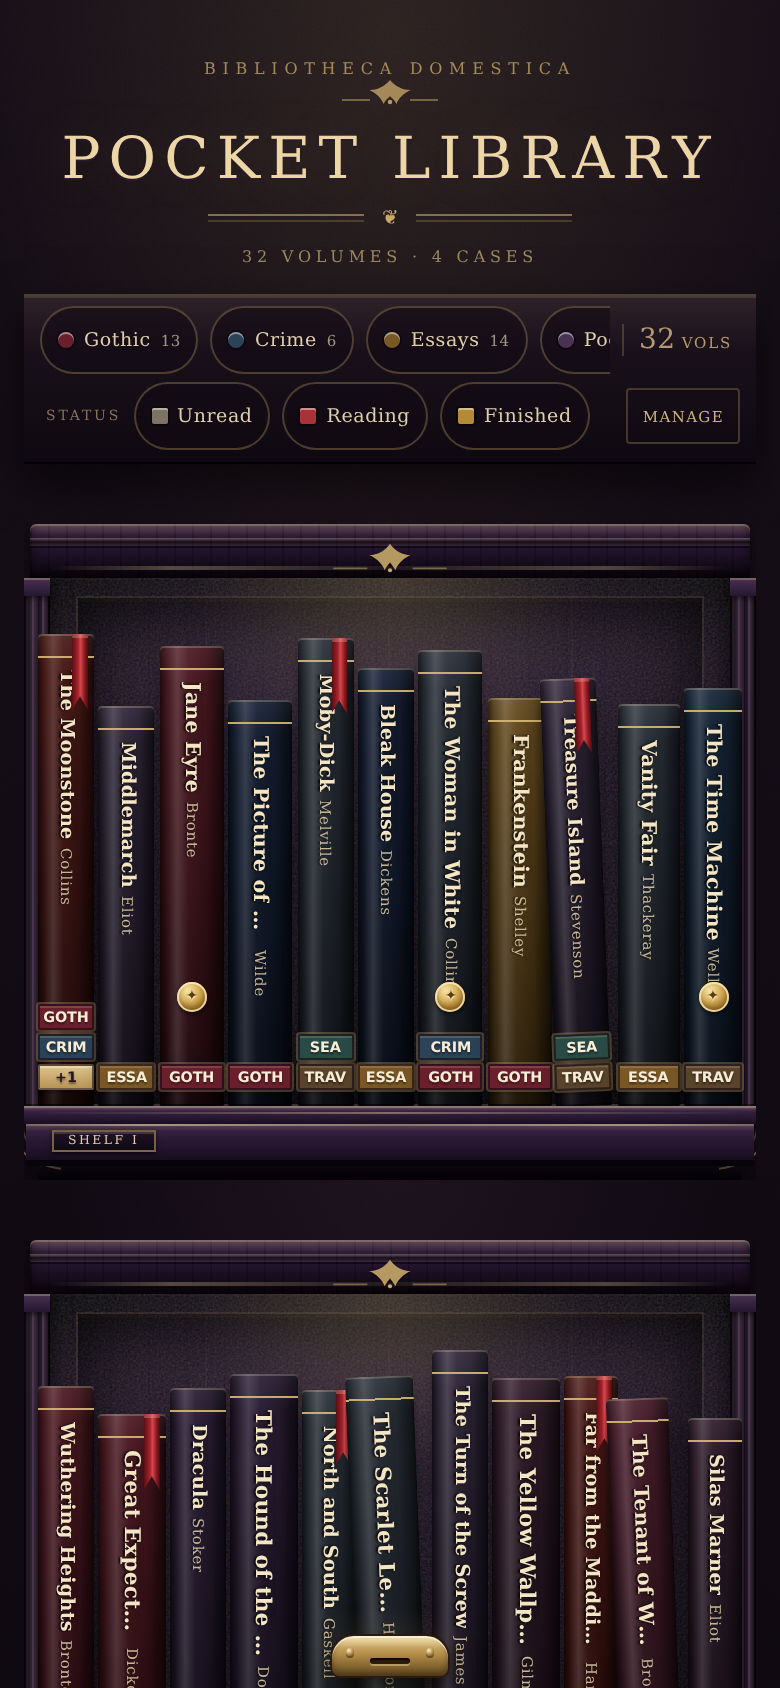 BIBLIOTHECA DOMESTICA
POCKET LIBRARY
32 VOLUMES · 4 CASES
Gothic 13
Crime 6
Essays 14
32 VOLS
STATUS
Unread
Reading
Finished
MANAGE
The Moonstone Collins
GOTH
CRIM
+1
Middlemarch Eliot
ESSA
Jane Eyre Bronte
GOTH
The Picture of ... Wilde
GOTH
Moby-Dick Melville
SEA
TRAV
Bleak House Dickens
ESSA
The Woman in White
CRIM
GOTH
Frankenstein Shelley
GOTH
Treasure Island Stevenson
SEA
TRAV
Vanity Fair Thackeray
ESSA
The Time Machine
TRAV
SHELF I
Wuthering Heights
Great Expect...
Dracula Stoker
The Hound of the ...
North and South
The Scarlet Le...
The Turn of the Screw James
The Yellow Wallp...
Far from the Maddi...
The Tenant of W...
Silas Marner Eliot